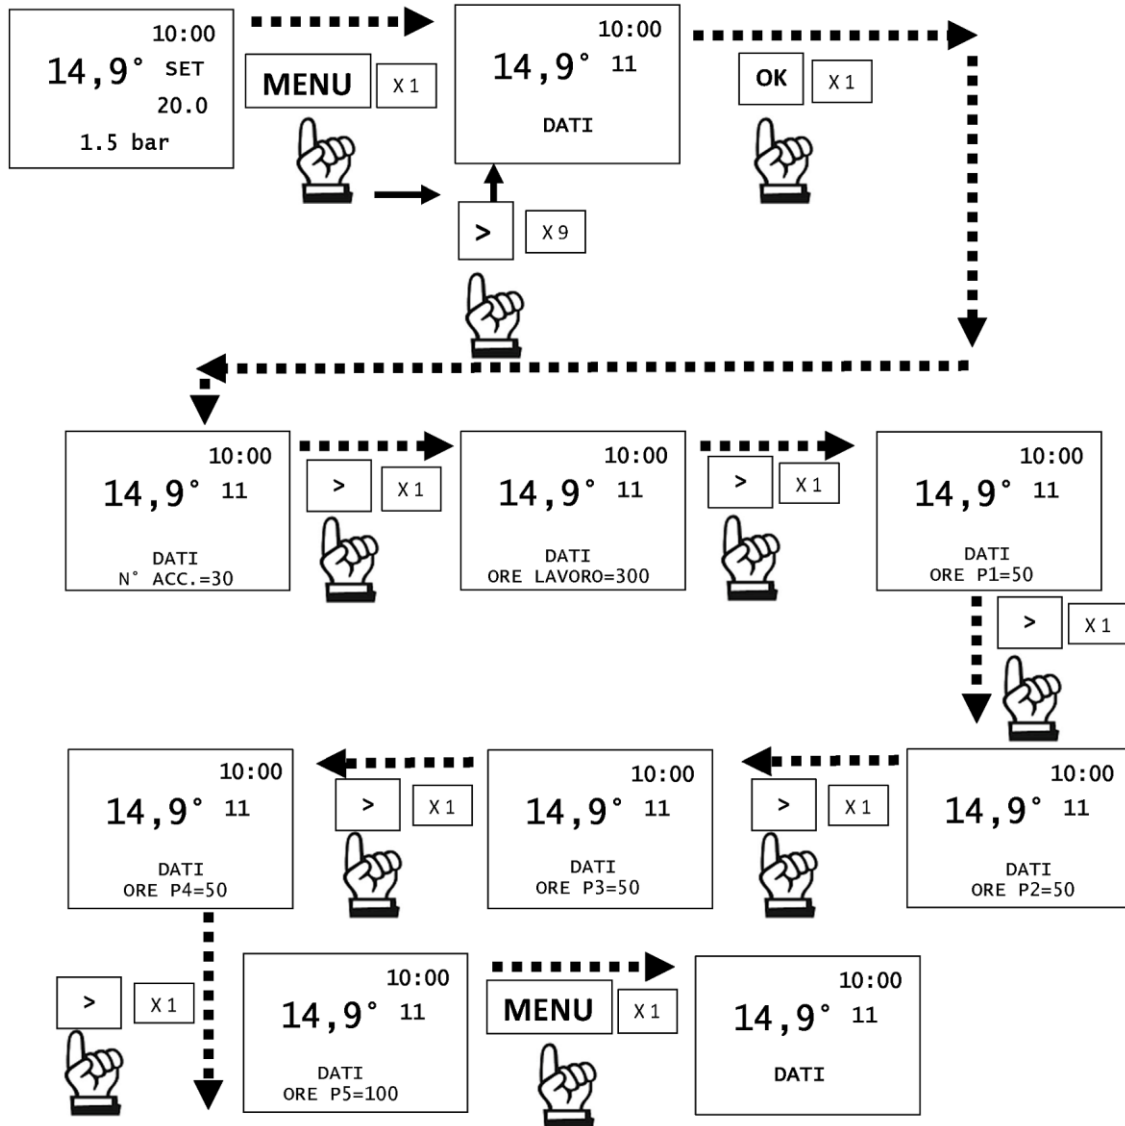 10:00
14,9° SET
20.0
1.5 bar
MENU
X 1
10:00
14,9° 11
DATI
OK
X 1
>
X 9
10:00
14,9° 11
DATI
N° ACC.=30
>
X 1
10:00
14,9° 11
DATI
ORE LAVORO=300
>
X 1
10:00
14,9° 11
DATI
ORE P1=50
>
X 1
10:00
14,9° 11
DATI
ORE P2=50
>
X 1
10:00
14,9° 11
DATI
ORE P3=50
>
X 1
10:00
14,9° 11
DATI
ORE P4=50
>
X 1
10:00
14,9° 11
DATI
ORE P5=100
MENU
X 1
10:00
14,9° 11
DATI